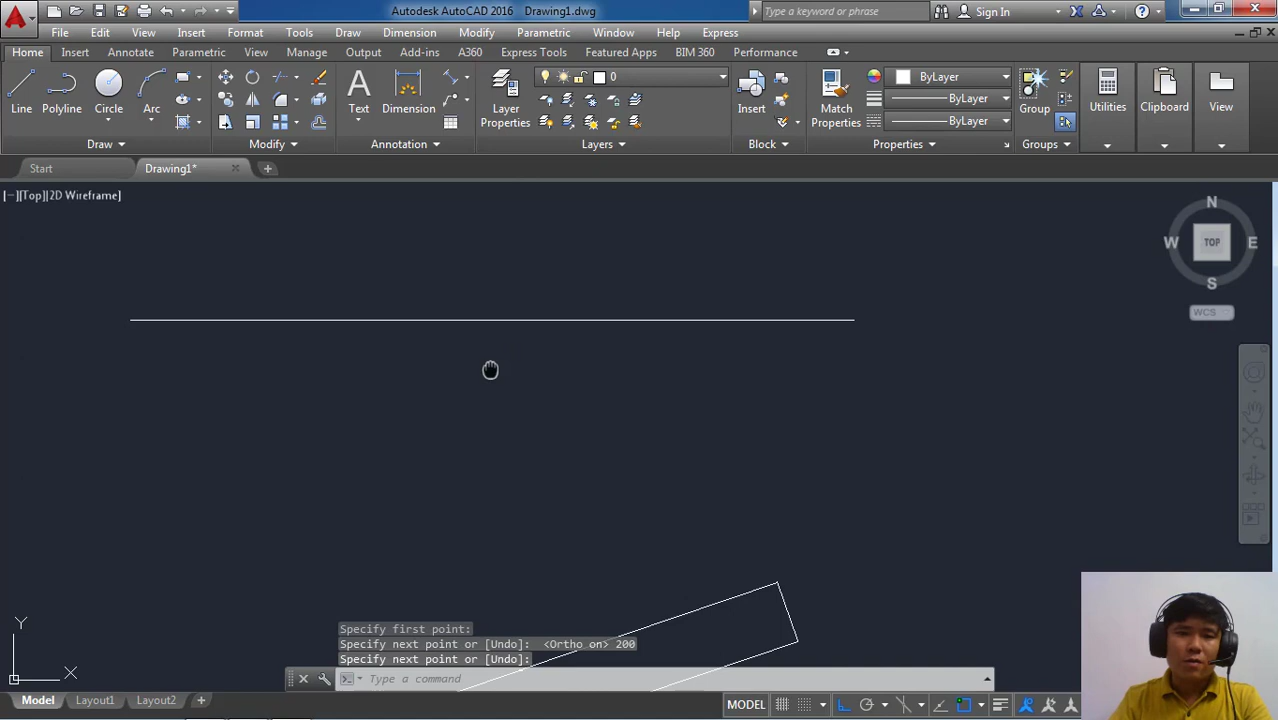 Autodesk AutoCAD 2016 Drawing1.dwg
Type a keyword or phrase
Sign In
File Edit View Insert Format Tools Draw Dimension Modify Parametric Window Help Express
Home Insert Annotate Parametric View Manage Output Add-ins A360 Express Tools Featured Apps BIM 360 Performance
0
ByLayer
ByLayer
ByLayer
Line Polyline Circle Arc
Text Dimension
Layer
Properties
Insert
Match
Properties
Group
Utilities Clipboard View
Draw Modify Annotation Layers Block Properties Groups
Start Drawing1*
[−][Top][2D Wireframe]
N
W TOP E
S
WCS
Y
X
Specify first point:
Specify next point or [Undo]: <Ortho on> 200
Specify next point or [Undo]:
Type a command
Model Layout1 Layout2 +
MODEL